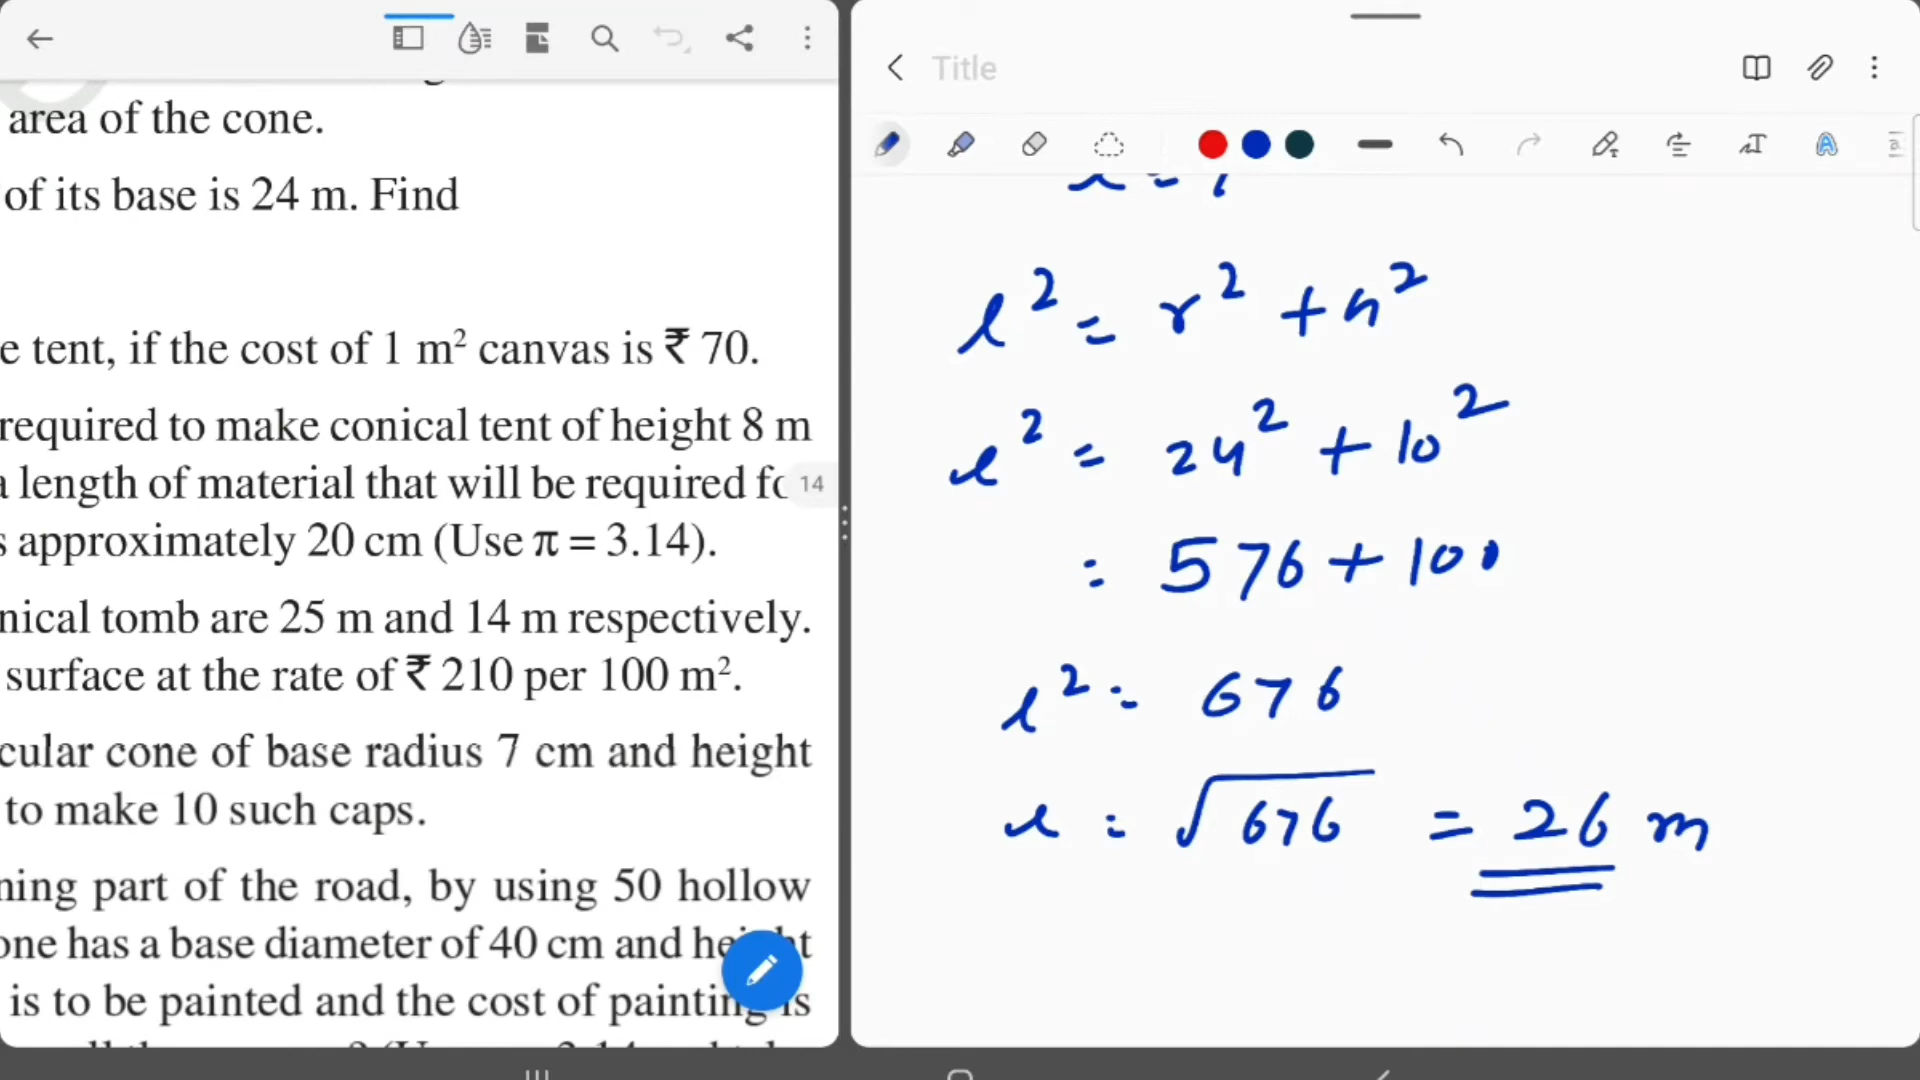 area of the cone.
of its base is 24 m. Find
e tent, if the cost of 1 m² canvas is ₹ 70.
required to make conical tent of height 8 m
length of material that will be required fo
14
s approximately 20 cm (Use π = 3.14).
nical tomb are 25 m and 14 m respectively.
surface at the rate of ₹ 210 per 100 m².
cular cone of base radius 7 cm and height
to make 10 such caps.
ning part of the road, by using 50 hollow
one has a base diameter of 40 cm and height
is to be painted and the cost of painting is
Title
l² = r² + h²
l² = 24² + 10²
= 576 + 100
l² = 676
l = √676 = 26 m